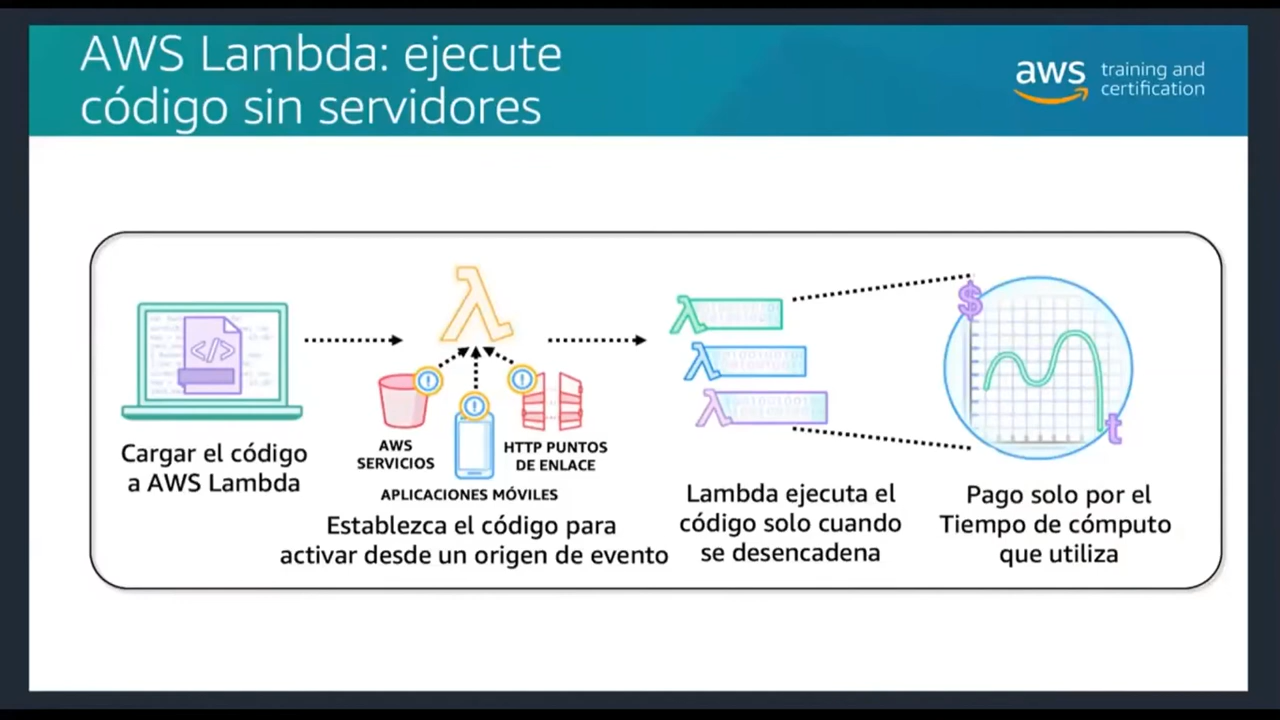 AWS Lambda: ejecute
código sin servidores
aws training and
certification
Cargar el código
a AWS Lambda
AWS
SERVICIOS
HTTP PUNTOS
DE ENLACE
APLICACIONES MÓVILES
Establezca el código para
activar desde un origen de evento
Lambda ejecuta el
código solo cuando
se desencadena
$
t
Pago solo por el
Tiempo de cómputo
que utiliza